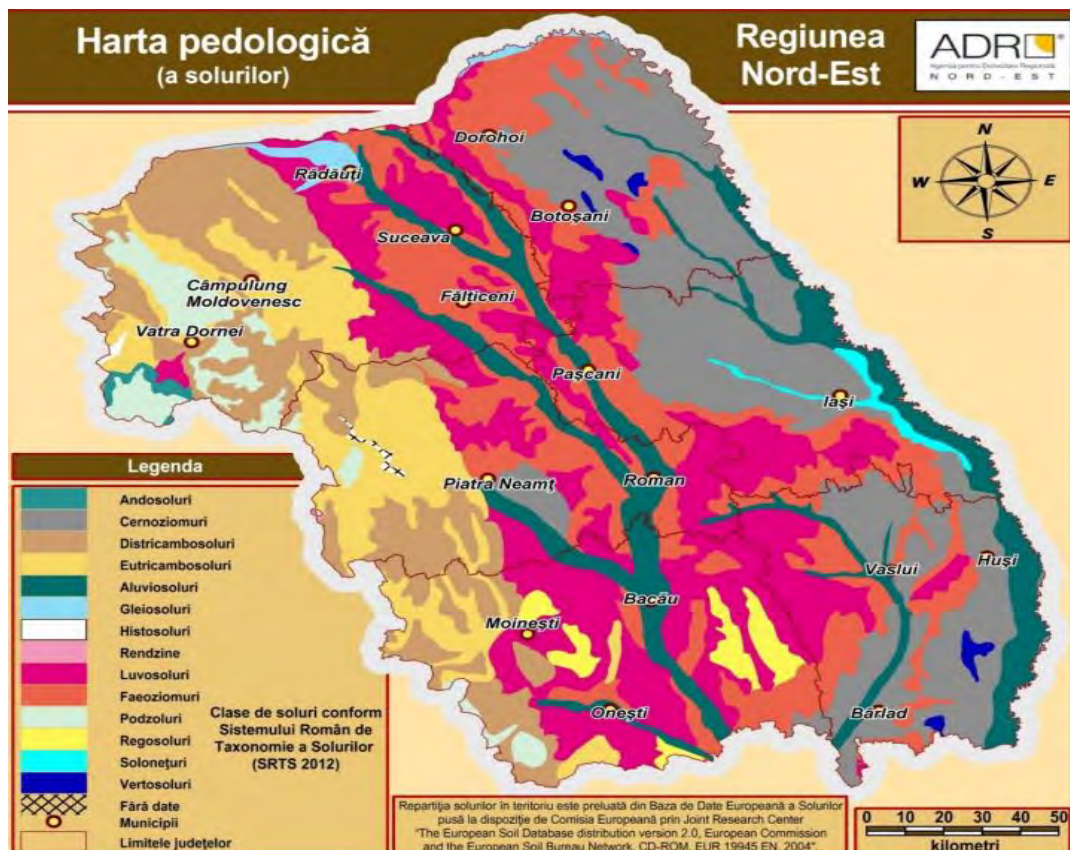 Harta pedologică
(a solurilor)
Regiunea
Nord-Est
ADR
Agenţia pentru Dezvoltare Regională
NORD-EST
N
W
E
S
Dorohoi
Rădăuţi
Botoşani
Suceava
Câmpulung
Moldovenesc
Fălticeni
Vatra Dornei
Paşcani
Iaşi
Piatra Neamţ
Roman
Vaslui
Huşi
Bacău
Moineşti
Oneşti
Bârlad
Legenda
Andosoluri
Cernoziomuri
Districambosoluri
Eutricambosoluri
Aluviosoluri
Gleiosoluri
Histosoluri
Rendzine
Luvosoluri
Faeoziomuri
Podzoluri
Regosoluri
Soloneţuri
Vertosoluri
Fără date
Municipii
Limitele judeţelor
Clase de soluri conform
Sistemului Român de
Taxonomie a Solurilor
(SRTS 2012)
Repartiţia solurilor în teritoriu este preluată din Baza de Date Europeană a Solurilor
pusă la dispoziţie de Comisia Europeană prin Joint Research Center
"The European Soil Database distribution version 2.0, European Commission
and the European Soil Bureau Network, CD-ROM, EUR 19945 EN, 2004".
0 10 20 30 40 50
kilometri